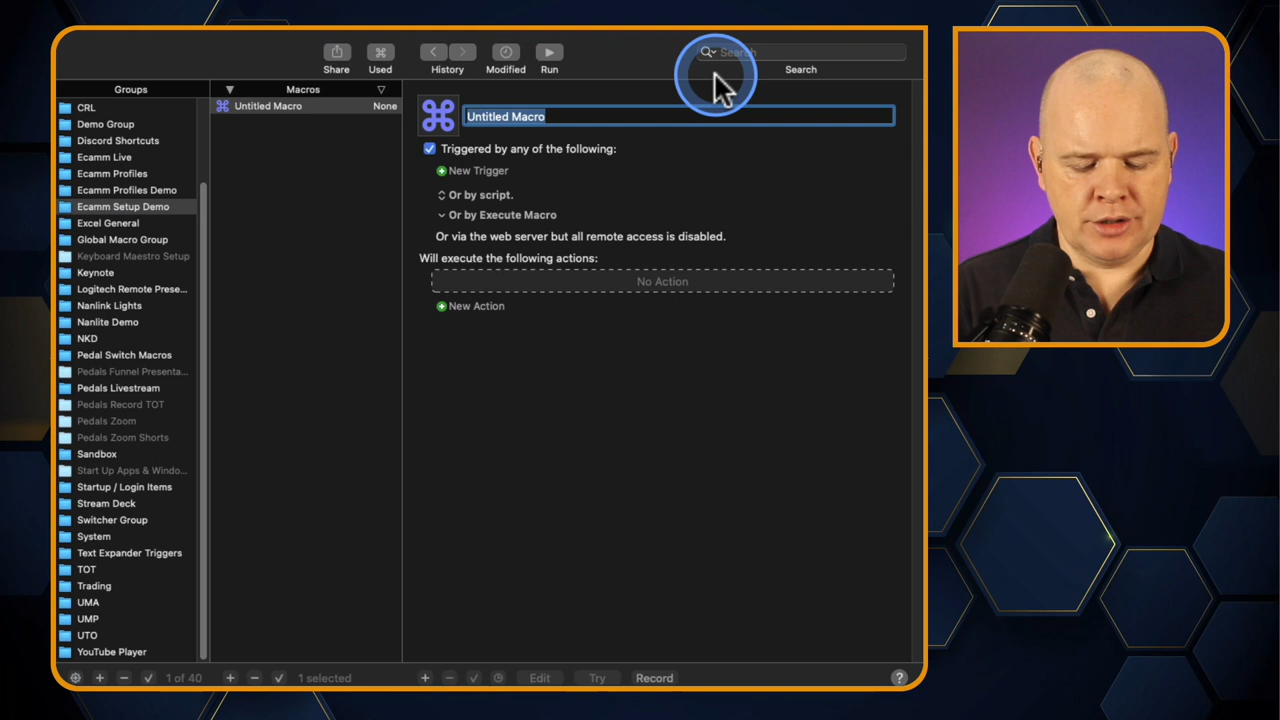 Search
Share
Used
History
Modified
Run
Search
Groups
Macros
CRL
Demo Group
Discord Shortcuts
Ecamm Live
Ecamm Profiles
Ecamm Profiles Demo
Ecamm Setup Demo
Excel General
Global Macro Group
Keyboard Maestro Setup
Keynote
Logitech Remote Prese...
Nanlink Lights
Nanlite Demo
NKD
Pedal Switch Macros
Pedals Funnel Presenta...
Pedals Livestream
Pedals Record TOT
Pedals Zoom
Pedals Zoom Shorts
Sandbox
Start Up Apps & Windo...
Startup / Login Items
Stream Deck
Switcher Group
System
Text Expander Triggers
TOT
Trading
UMA
UMP
UTO
YouTube Player
1 of 40
Untitled Macro None
1 selected
Untitled Macro
Triggered by any of the following:
New Trigger
Or by script.
Or by Execute Macro
Or via the web server but all remote access is disabled.
Will execute the following actions:
No Action
New Action
Edit
Try
Record
?